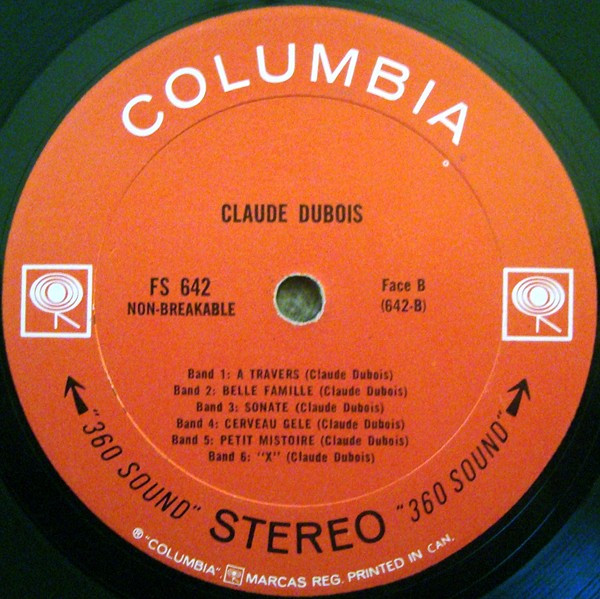 COLUMBIA
CLAUDE DUBOIS
FS 642
NON-BREAKABLE
Face B
(642-B)
Band 1: A TRAVERS (Claude Dubois)
Band 2: BELLE FAMILLE (Claude Dubois)
Band 3: SONATE (Claude Dubois)
Band 4: CERVEAU GELE (Claude Dubois)
Band 5: PETIT MISTOIRE (Claude Dubois)
Band 6: "X" (Claude Dubois)
"360 SOUND" STEREO "360 SOUND"
® "COLUMBIA". MARCAS REG. PRINTED IN CAN.